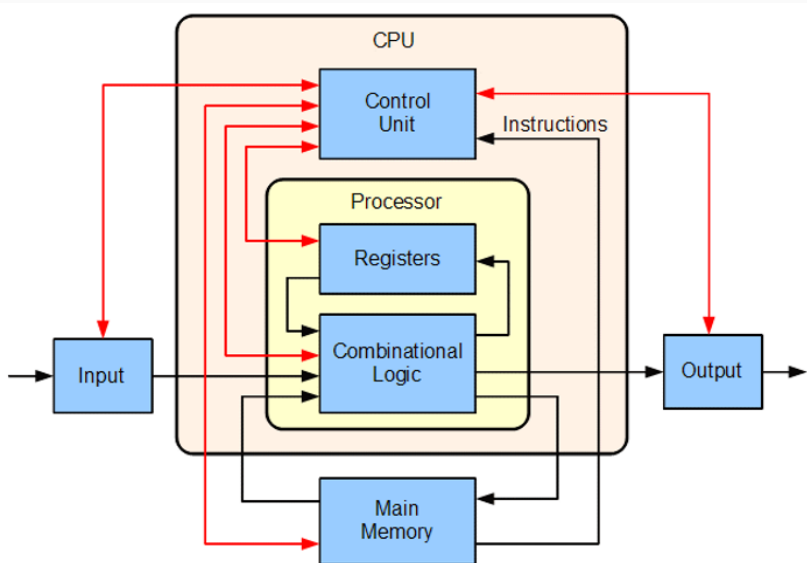 CPU
Control
Unit
Instructions
Processor
Registers
Combinational
Logic
Input
Output
Main
Memory